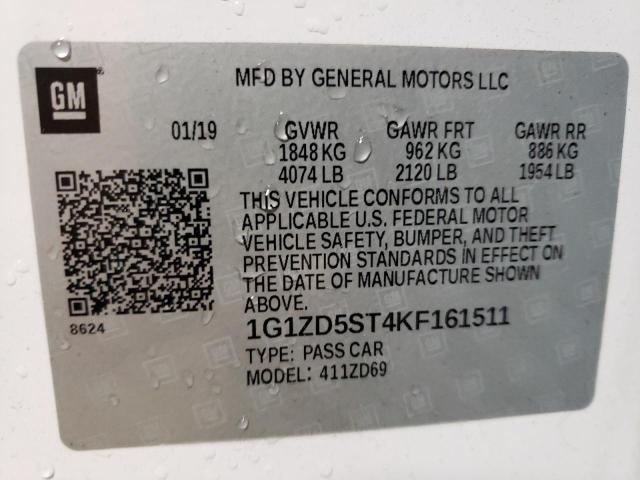 GM
MFD BY GENERAL MOTORS LLC
01/19 GVWR GAWR FRT GAWR RR
1848 KG 962 KG 886 KG
4074 LB 2120 LB 1954 LB
THIS VEHICLE CONFORMS TO ALL
APPLICABLE U.S. FEDERAL MOTOR
VEHICLE SAFETY, BUMPER, AND THEFT
PREVENTION STANDARDS IN EFFECT ON
THE DATE OF MANUFACTURE SHOWN
ABOVE.
8624
1G1ZD5ST4KF161511
TYPE: PASS CAR
MODEL: 411ZD69